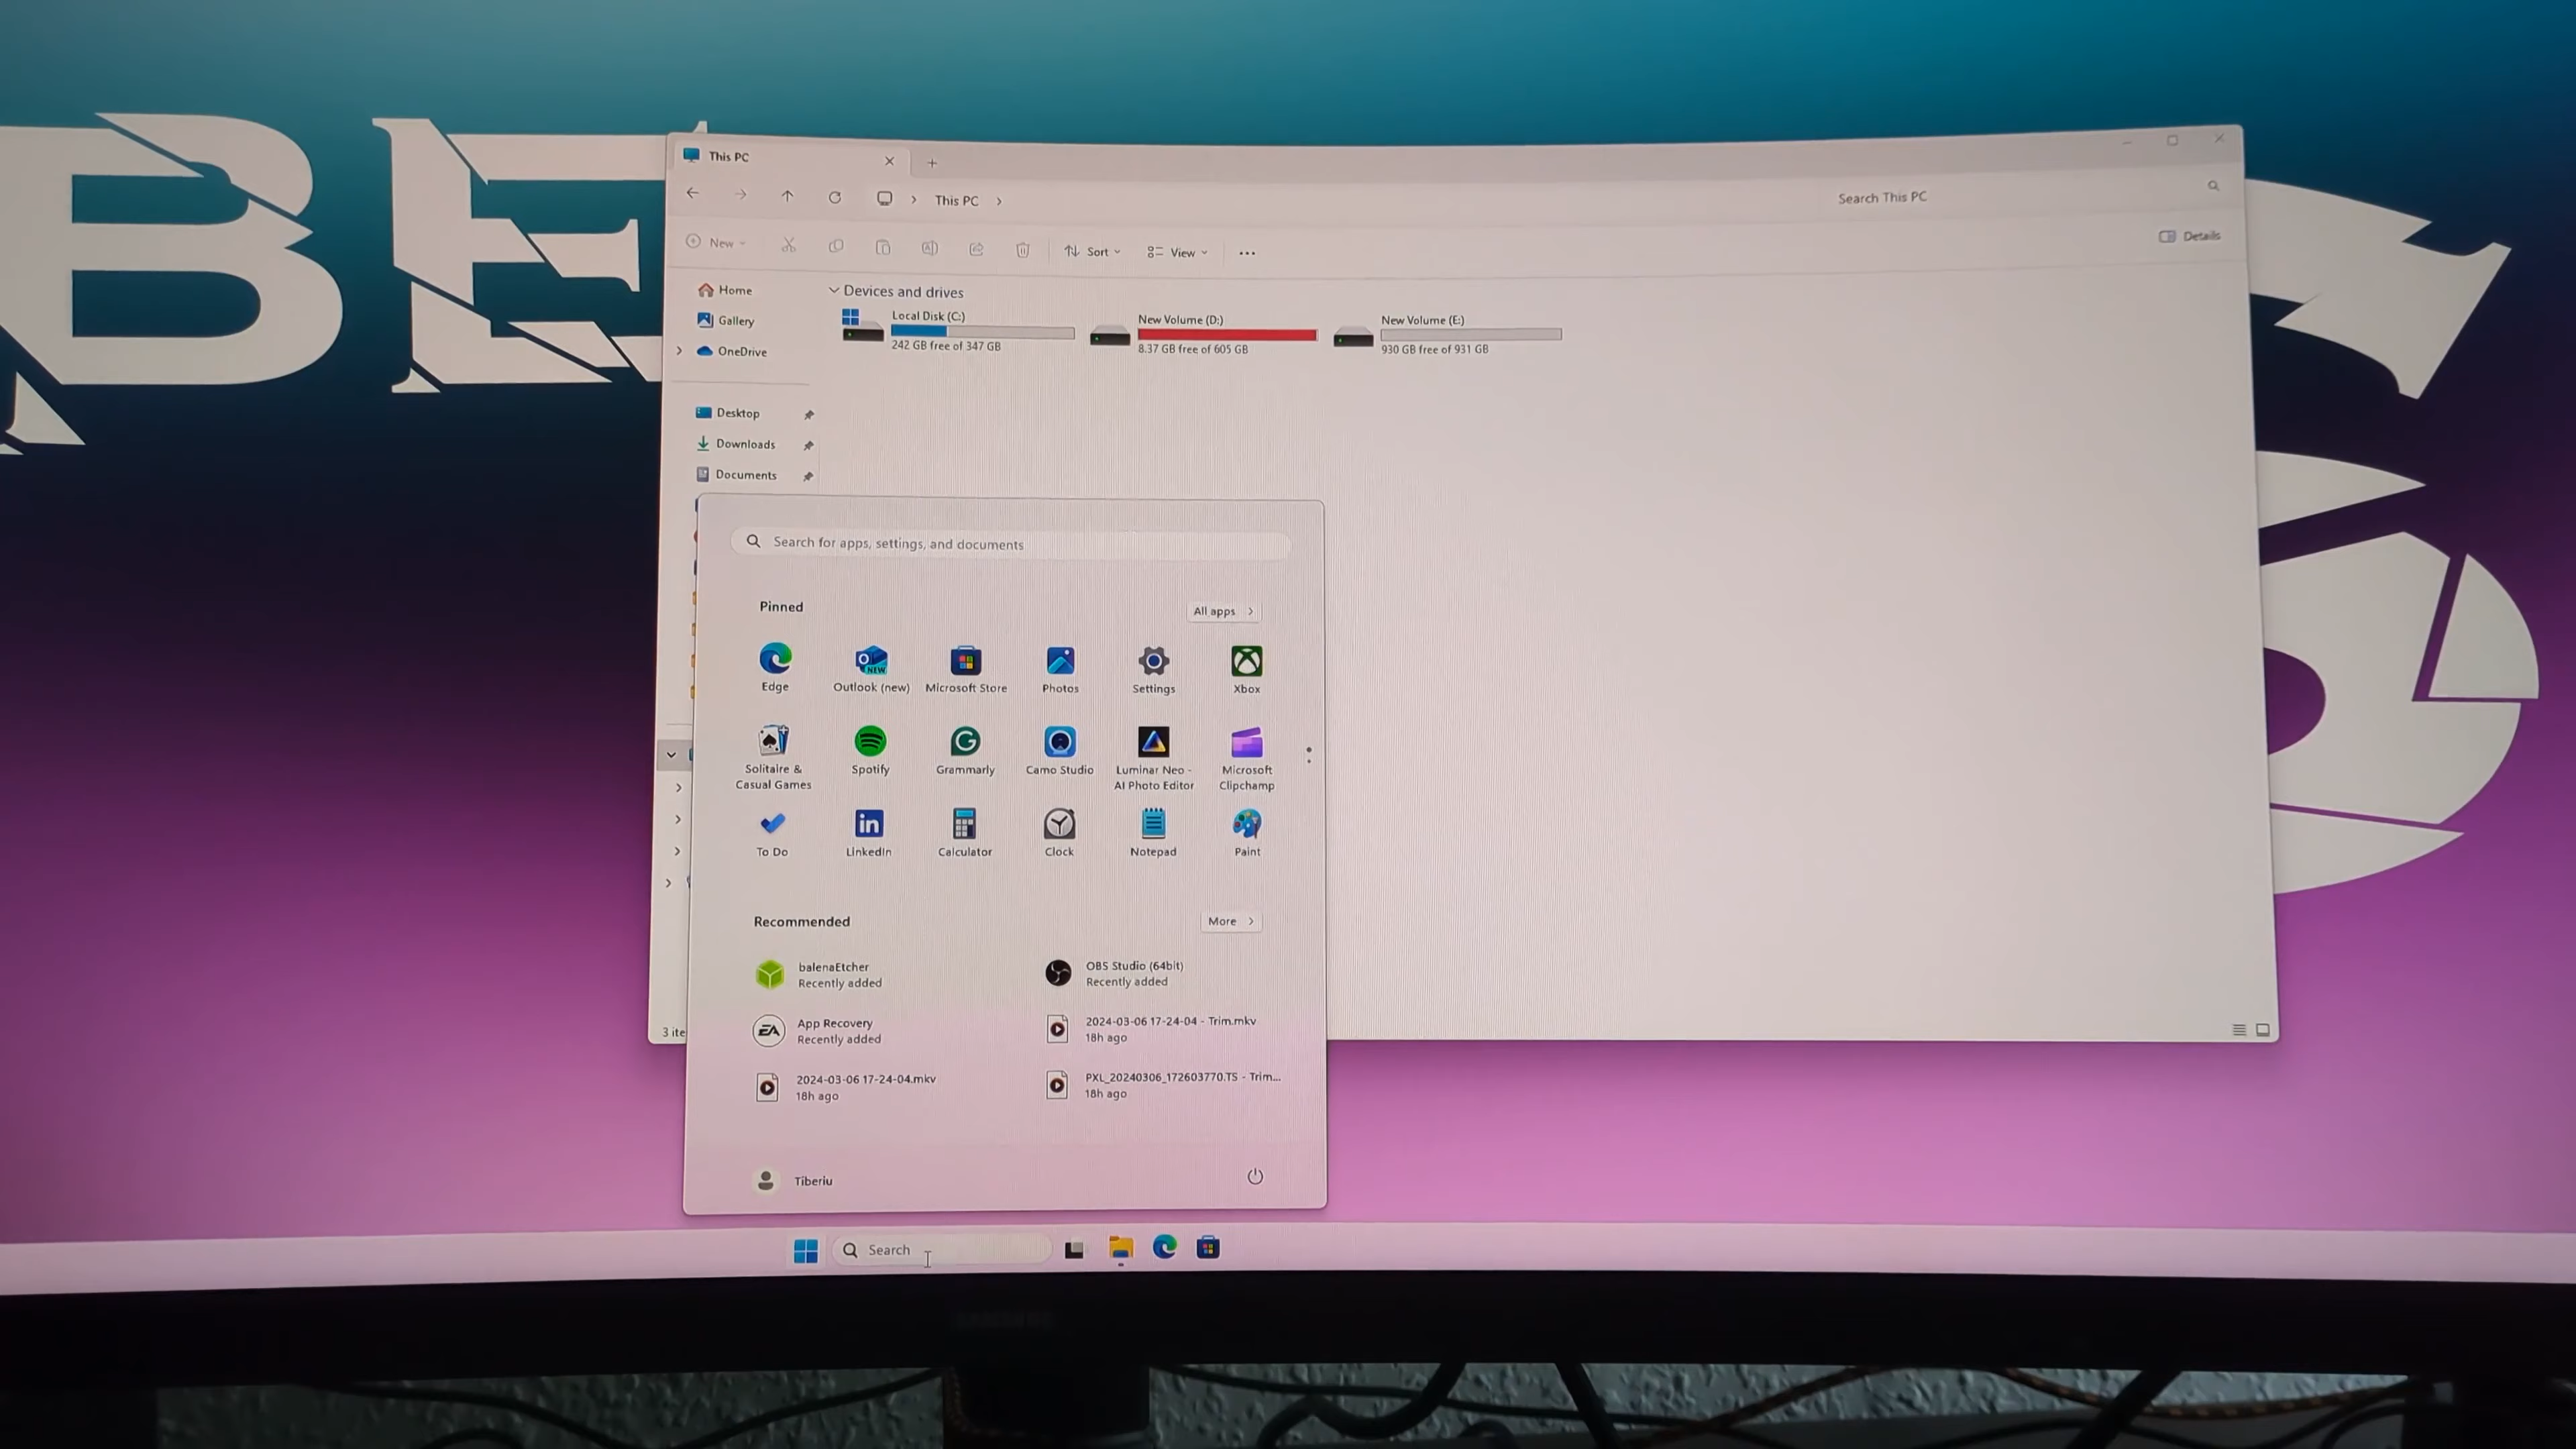 BE
This PC
This PC
Search This PC
New
Sort
View
Details
Home
Gallery
OneDrive
Desktop
Downloads
Documents
Devices and drives
Local Disk (C:)
242 GB free of 347 GB
New Volume (D:)
8.37 GB free of 605 GB
New Volume (E:)
930 GB free of 931 GB
Search for apps, settings, and documents
Pinned
All apps
Edge
Outlook (new)
Microsoft Store
Photos
Settings
Xbox
Solitaire &
Casual Games
Spotify
Grammarly
Camo Studio
Luminar Neo -
AI Photo Editor
Microsoft
Clipchamp
To Do
LinkedIn
Calculator
Clock
Notepad
Paint
Recommended
More
balenaEtcher
Recently added
OBS Studio (64bit)
Recently added
App Recovery
Recently added
2024-03-06 17-24-04 - Trim.mkv
18h ago
2024-03-06 17-24-04.mkv
18h ago
PXL_20240306_172603770.TS - Trim...
18h ago
Tiberiu
3 ite
Search